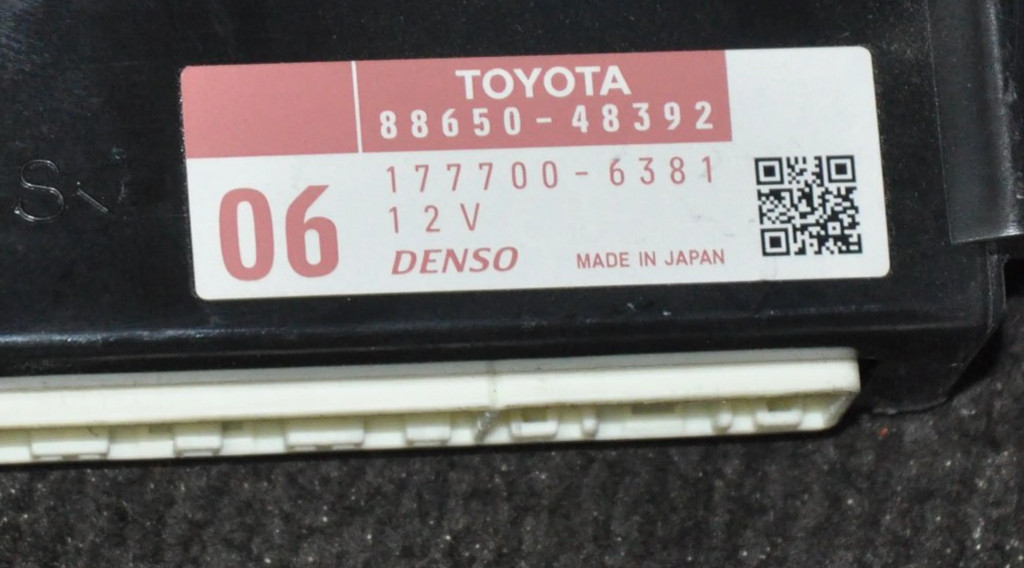 TOYOTA
88650-48392
06
177700-6381
12V
DENSO
MADE IN JAPAN